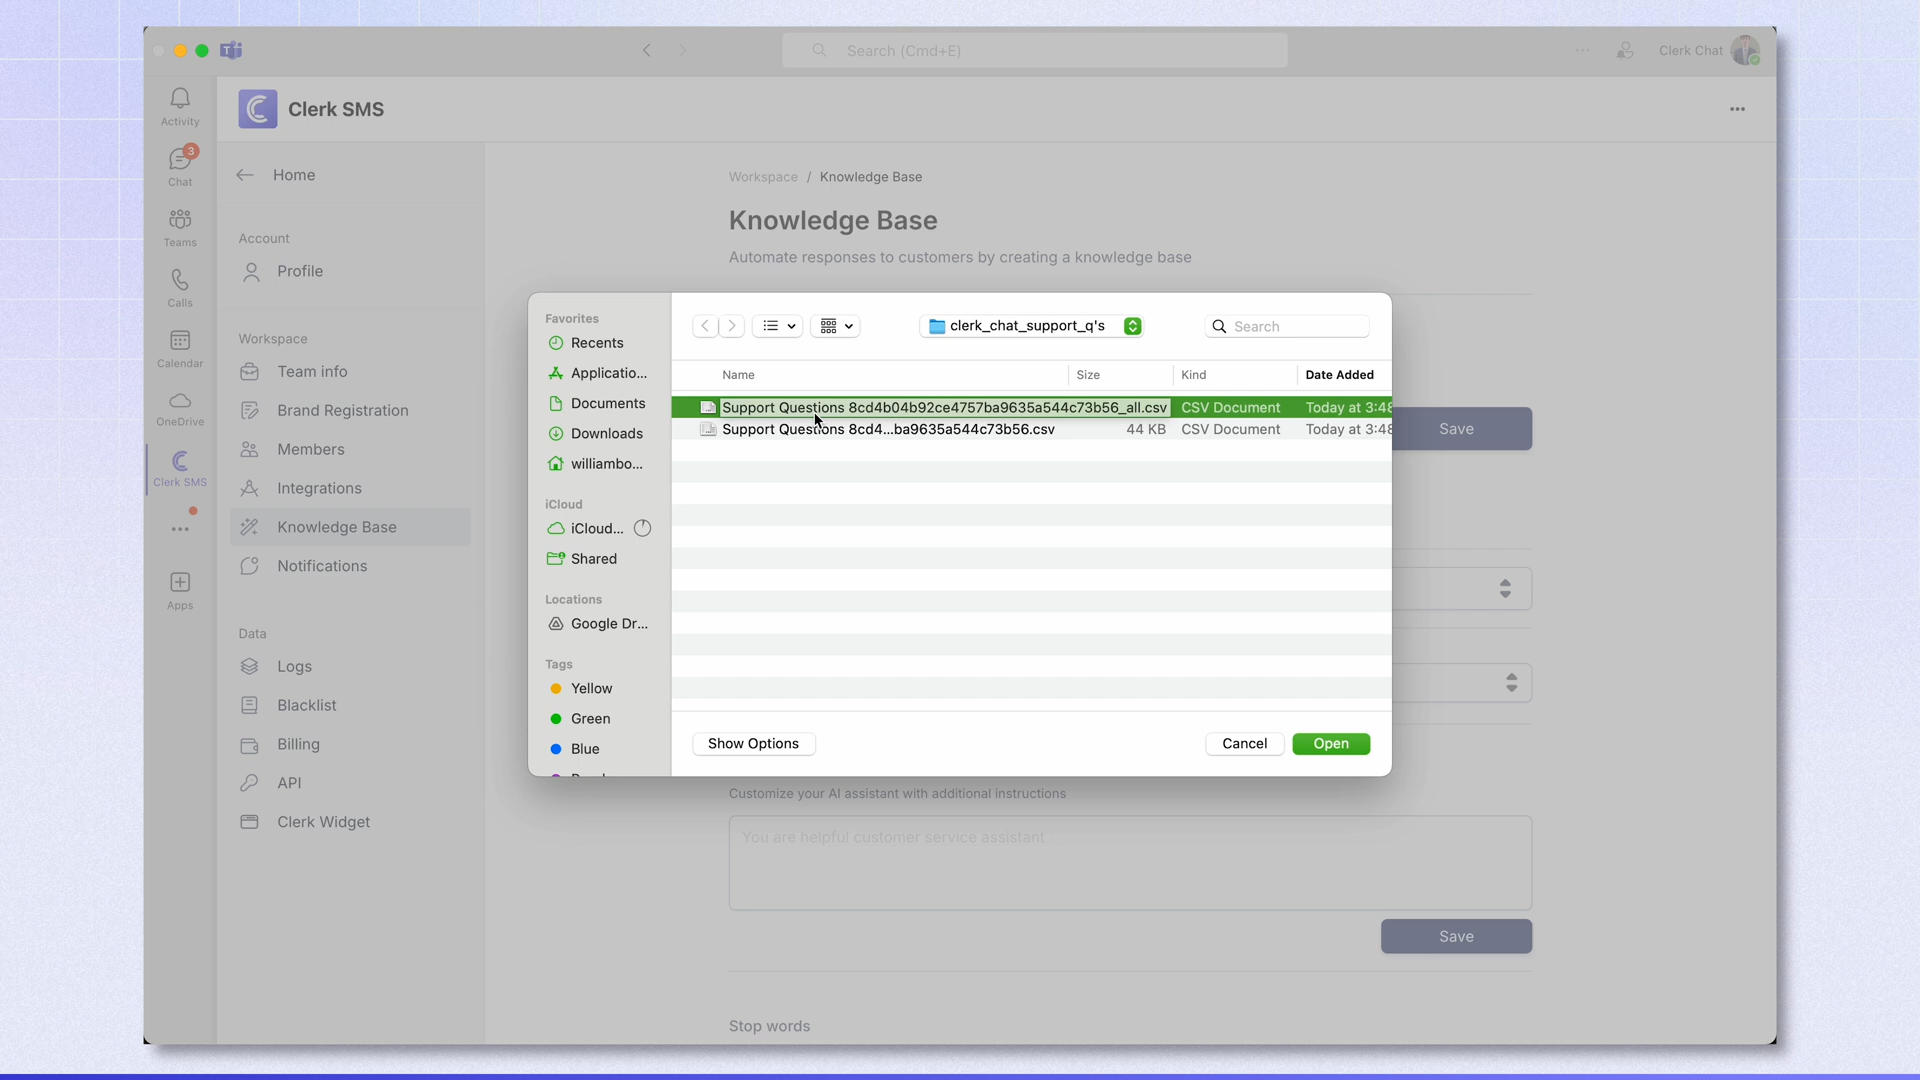 Search (Cmd+E)
Clerk Chat
Activity
3
Chat
Teams
Calls
Calendar
OneDrive
Clerk SMS
Apps
Clerk SMS
Home
Account
Profile
Workspace
Team info
Brand Registration
Members
Integrations
Knowledge Base
Notifications
Data
Logs
Blacklist
Billing
API
Clerk Widget
Workspace / Knowledge Base
Knowledge Base
Automate responses to customers by creating a knowledge base
Save
Favorites
Recents
Applicatio...
Documents
Downloads
williambo...
iCloud
iCloud...
Shared
Locations
Google Dr...
Tags
Yellow
Green
Blue
clerk_chat_support_q's
Search
Name Size Kind Date Added
Support Questions 8cd4b04b92ce4757ba9635a544c73b56_all.csv CSV Document Today at 3:48
Support Questions 8cd4...ba9635a544c73b56.csv 44 KB CSV Document Today at 3:48
Show Options
Cancel
Open
Customize your AI assistant with additional instructions
You are helpful customer service assistant
Save
Stop words